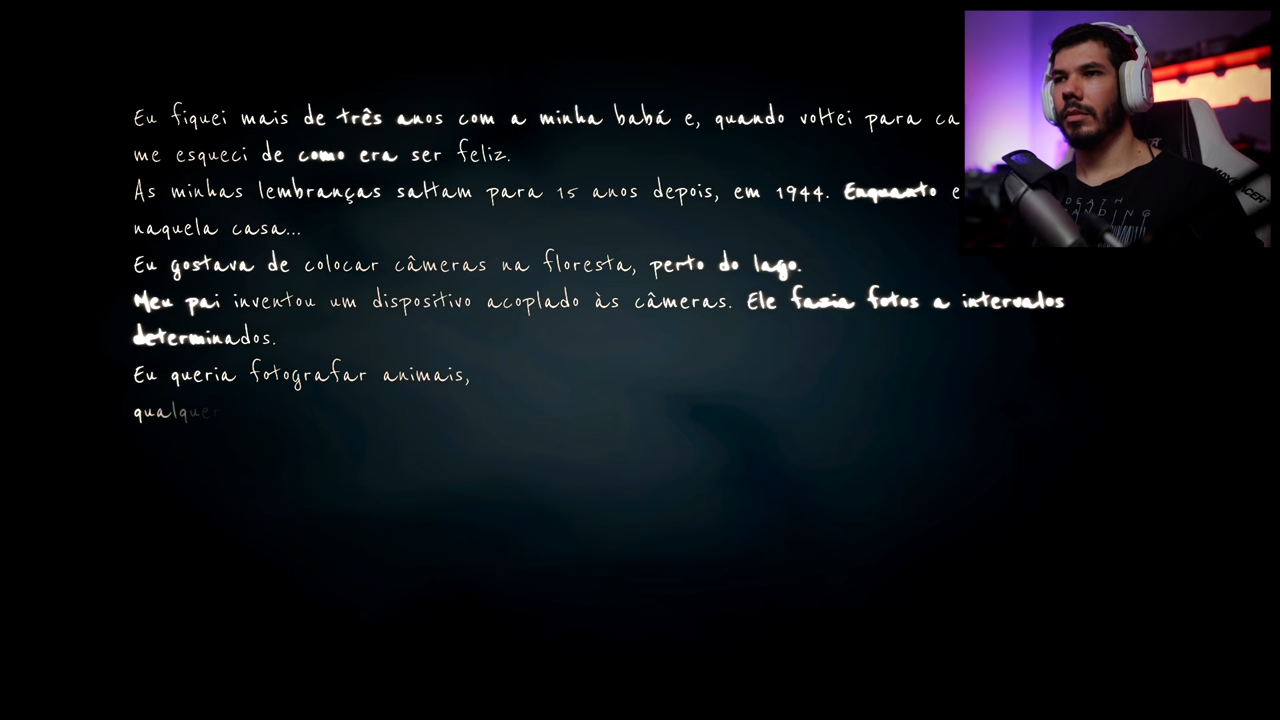 Eu fiquei mais de três anos com a minha babá e, quando voltei para ca
me esqueci de como era ser feliz.
As minhas lembranças saltam para 15 anos depois, em 1944. Enquanto e
naquela casa...
Eu gostava de colocar câmeras na floresta, perto do lago.
Meu pai inventou um dispositivo acoplado às câmeras. Ele fazia fotos a intervalos
determinados.
Eu queria fotografar animais,
qualquer
DEATH